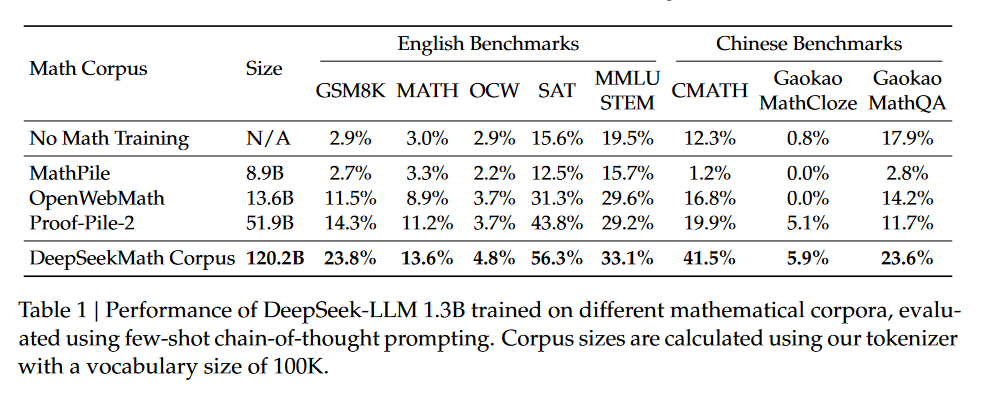 English Benchmarks Chinese Benchmarks
Math Corpus Size
GSM8K MATH OCW SAT MMLU STEM CMATH Gaokao MathCloze Gaokao MathQA
No Math Training N/A 2.9% 3.0% 2.9% 15.6% 19.5% 12.3% 0.8% 17.9%
MathPile 8.9B 2.7% 3.3% 2.2% 12.5% 15.7% 1.2% 0.0% 2.8%
OpenWebMath 13.6B 11.5% 8.9% 3.7% 31.3% 29.6% 16.8% 0.0% 14.2%
Proof-Pile-2 51.9B 14.3% 11.2% 3.7% 43.8% 29.2% 19.9% 5.1% 11.7%
DeepSeekMath Corpus 120.2B 23.8% 13.6% 4.8% 56.3% 33.1% 41.5% 5.9% 23.6%
Table 1 | Performance of DeepSeek-LLM 1.3B trained on different mathematical corpora, evalu-
ated using few-shot chain-of-thought prompting. Corpus sizes are calculated using our tokenizer
with a vocabulary size of 100K.